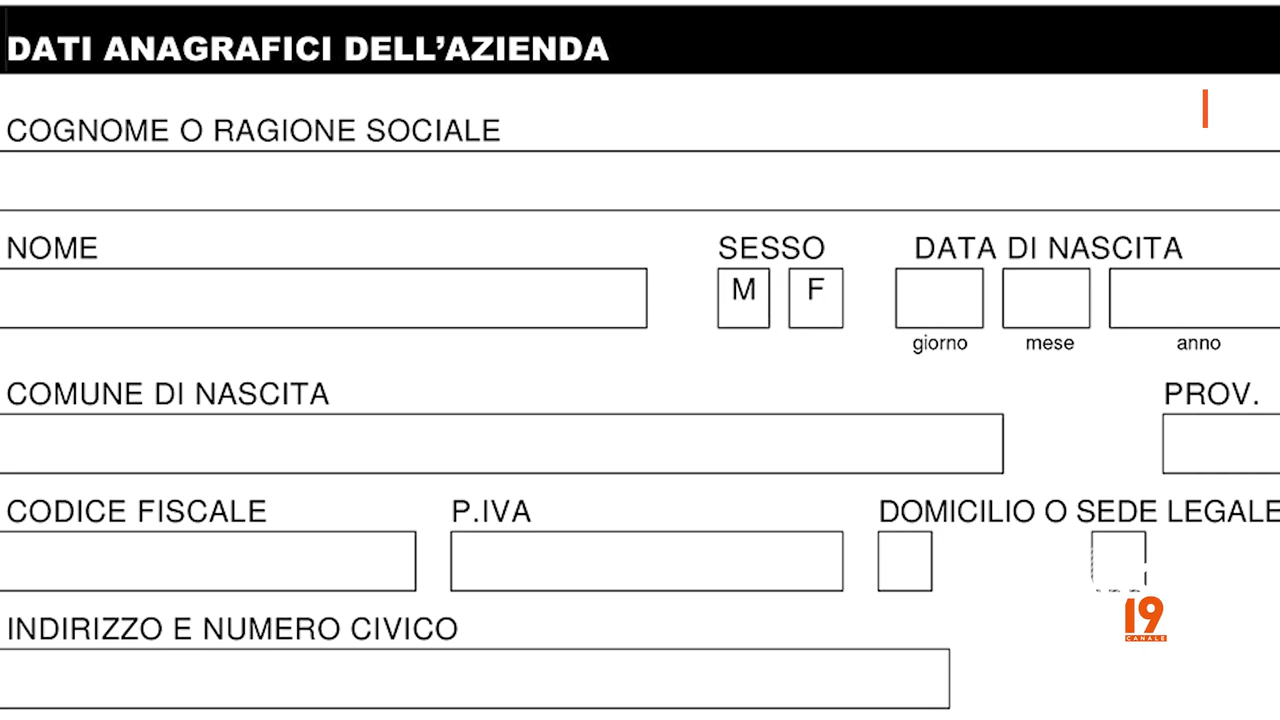 DATI ANAGRAFICI DELL’AZIENDA
COGNOME O RAGIONE SOCIALE
NOME
SESSO
DATA DI NASCITA
M
F
giorno
mese
anno
COMUNE DI NASCITA
PROV.
CODICE FISCALE
P.IVA
DOMICILIO O SEDE LEGALE
INDIRIZZO E NUMERO CIVICO
19
CANALE